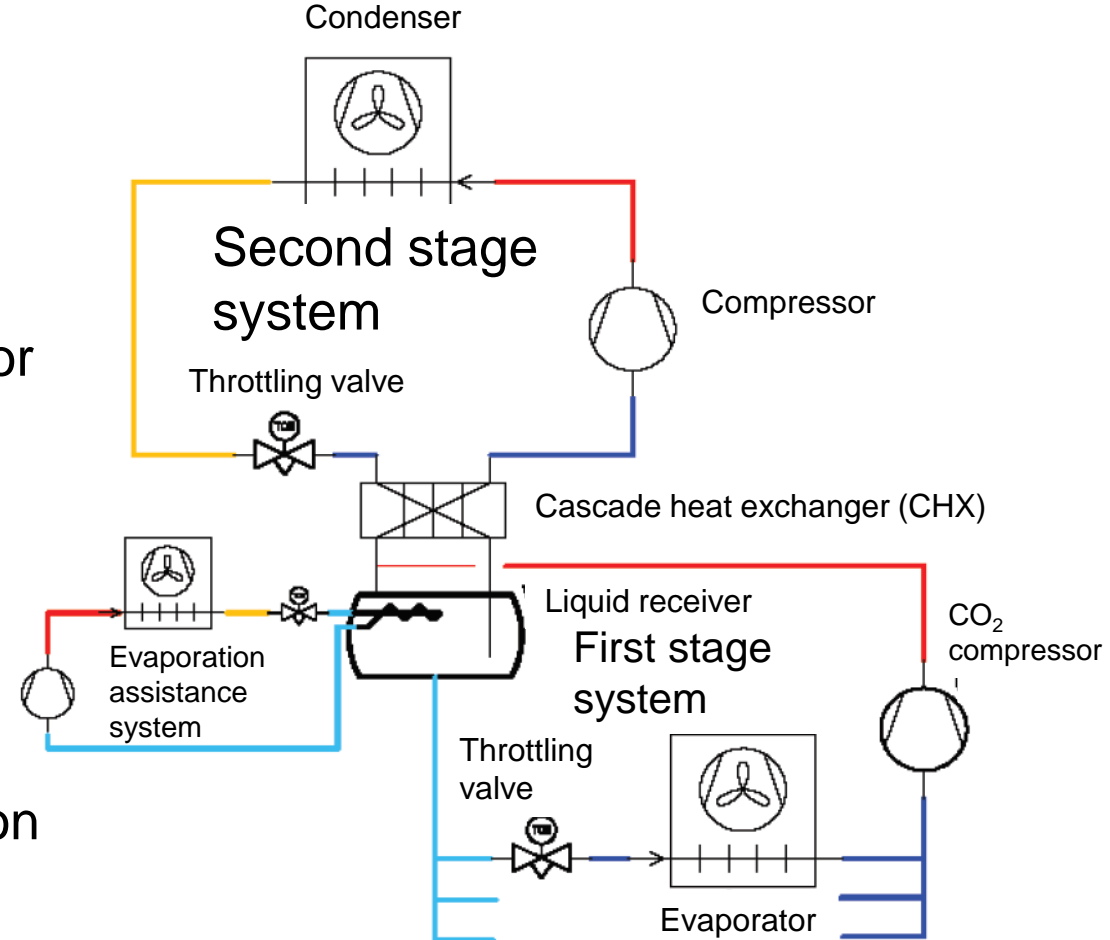 Condenser
Second stage
system
Compressor
or
Throttling valve
Cascade heat exchanger (CHX)
Liquid receiver
First stage
system
CO₂
compressor
Evaporation
assistance
system
Throttling
valve
on
Evaporator